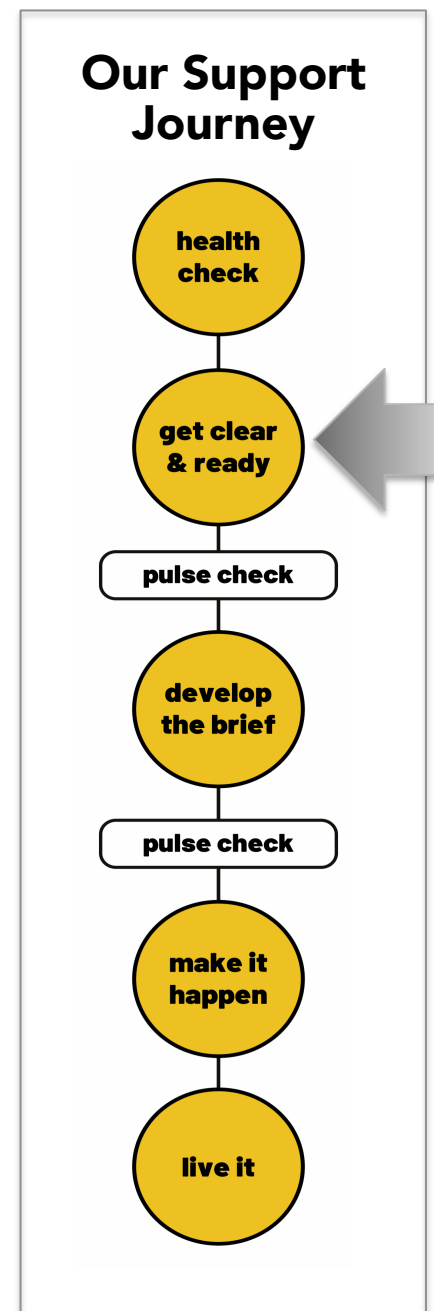 Our Support
Journey
health
check
get clear
& ready
pulse check
develop
the brief
pulse check
make it
happen
live it